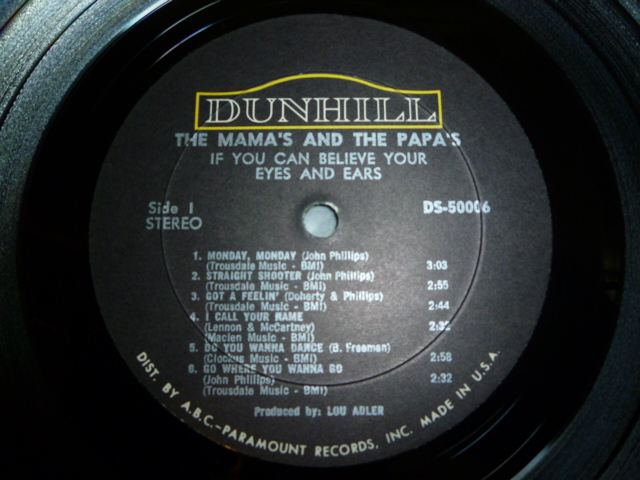 DUNHILL
THE MAMA'S AND THE PAPA'S
IF YOU CAN BELIEVE YOUR
EYES AND EARS
Side 1 DS-50006
STEREO
1. MONDAY, MONDAY (John Phillips)
(Trousdale Music - BMI) 3:03
2. STRAIGHT SHOOTER (John Phillips)
(Trousdale Music - BMI) 2:55
3. GOT A FEELIN' (Doherty & Phillips)
(Trousdale Music - BMI) 2:44
4. I CALL YOUR NAME
(Lennon & McCartney) 2:32
(Maclen Music - BMI)
5. DO YOU WANNA DANCE (B. Freeman)
(Clockus Music - BMI) 2:58
6. GO WHERE YOU WANNA GO
(John Phillips) 2:32
(Trousdale Music - BMI)
Produced by: LOU ADLER
DIST. BY A.B.C.-PARAMOUNT RECORDS, INC. MADE IN U.S.A.